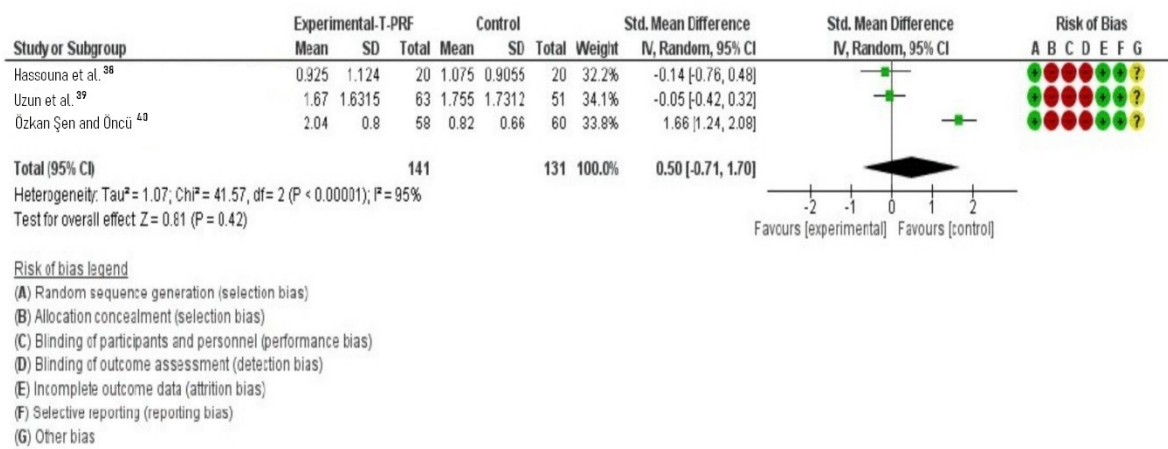 Experimental-T-PRF Control Std. Mean Difference Std. Mean Difference Risk of Bias
Study or Subgroup Mean SD Total Mean SD Total Weight IV, Random, 95% CI IV, Random, 95% CI A B C D E F G
Hassouna et al. 38 0.925 1.124 20 1.075 0.9055 20 32.2% -0.14 [-0.76, 0.48] + - - - + + ?
Uzun et al. 39 1.67 1.6315 63 1.755 1.7312 51 34.1% -0.05 [-0.42, 0.32] + - - - + + ?
Özkan Şen and Öncü 40 2.04 0.8 58 0.82 0.66 60 33.8% 1.66 [1.24, 2.08] + - - - + + ?
Total (95% CI) 141 131 100.0% 0.50 [-0.71, 1.70]
Heterogeneity: Tau² = 1.07; Chi² = 41.57, df = 2 (P < 0.00001); I² = 95%
Test for overall effect Z = 0.81 (P = 0.42)
-2 -1 0 1 2
Favours [experimental] Favours [control]
Risk of bias legend
(A) Random sequence generation (selection bias)
(B) Allocation concealment (selection bias)
(C) Blinding of participants and personnel (performance bias)
(D) Blinding of outcome assessment (detection bias)
(E) Incomplete outcome data (attrition bias)
(F) Selective reporting (reporting bias)
(G) Other bias